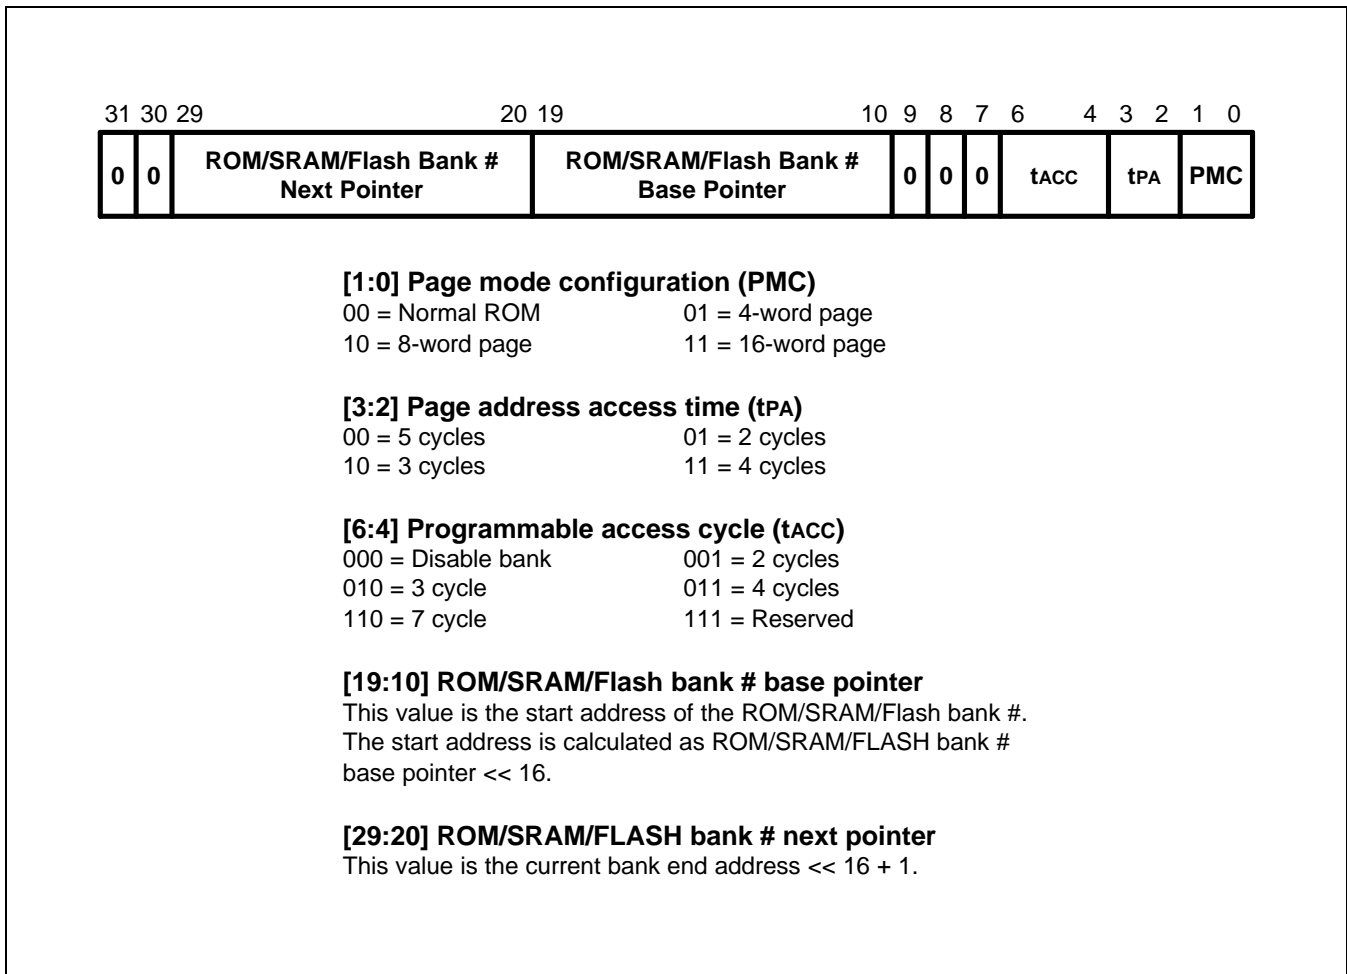 31 30 29 20 19 10 9 8 7 6 4 3 2 1 0
0 0 ROM/SRAM/Flash Bank # Next Pointer ROM/SRAM/Flash Bank # Base Pointer 0 0 0 tACC tPA PMC
[1:0] Page mode configuration (PMC)
00 = Normal ROM 01 = 4-word page
10 = 8-word page 11 = 16-word page
[3:2] Page address access time (tPA)
00 = 5 cycles 01 = 2 cycles
10 = 3 cycles 11 = 4 cycles
[6:4] Programmable access cycle (tACC)
000 = Disable bank 001 = 2 cycles
010 = 3 cycle 011 = 4 cycles
110 = 7 cycle 111 = Reserved
[19:10] ROM/SRAM/Flash bank # base pointer
This value is the start address of the ROM/SRAM/Flash bank #.
The start address is calculated as ROM/SRAM/FLASH bank #
base pointer << 16.
[29:20] ROM/SRAM/FLASH bank # next pointer
This value is the current bank end address << 16 + 1.